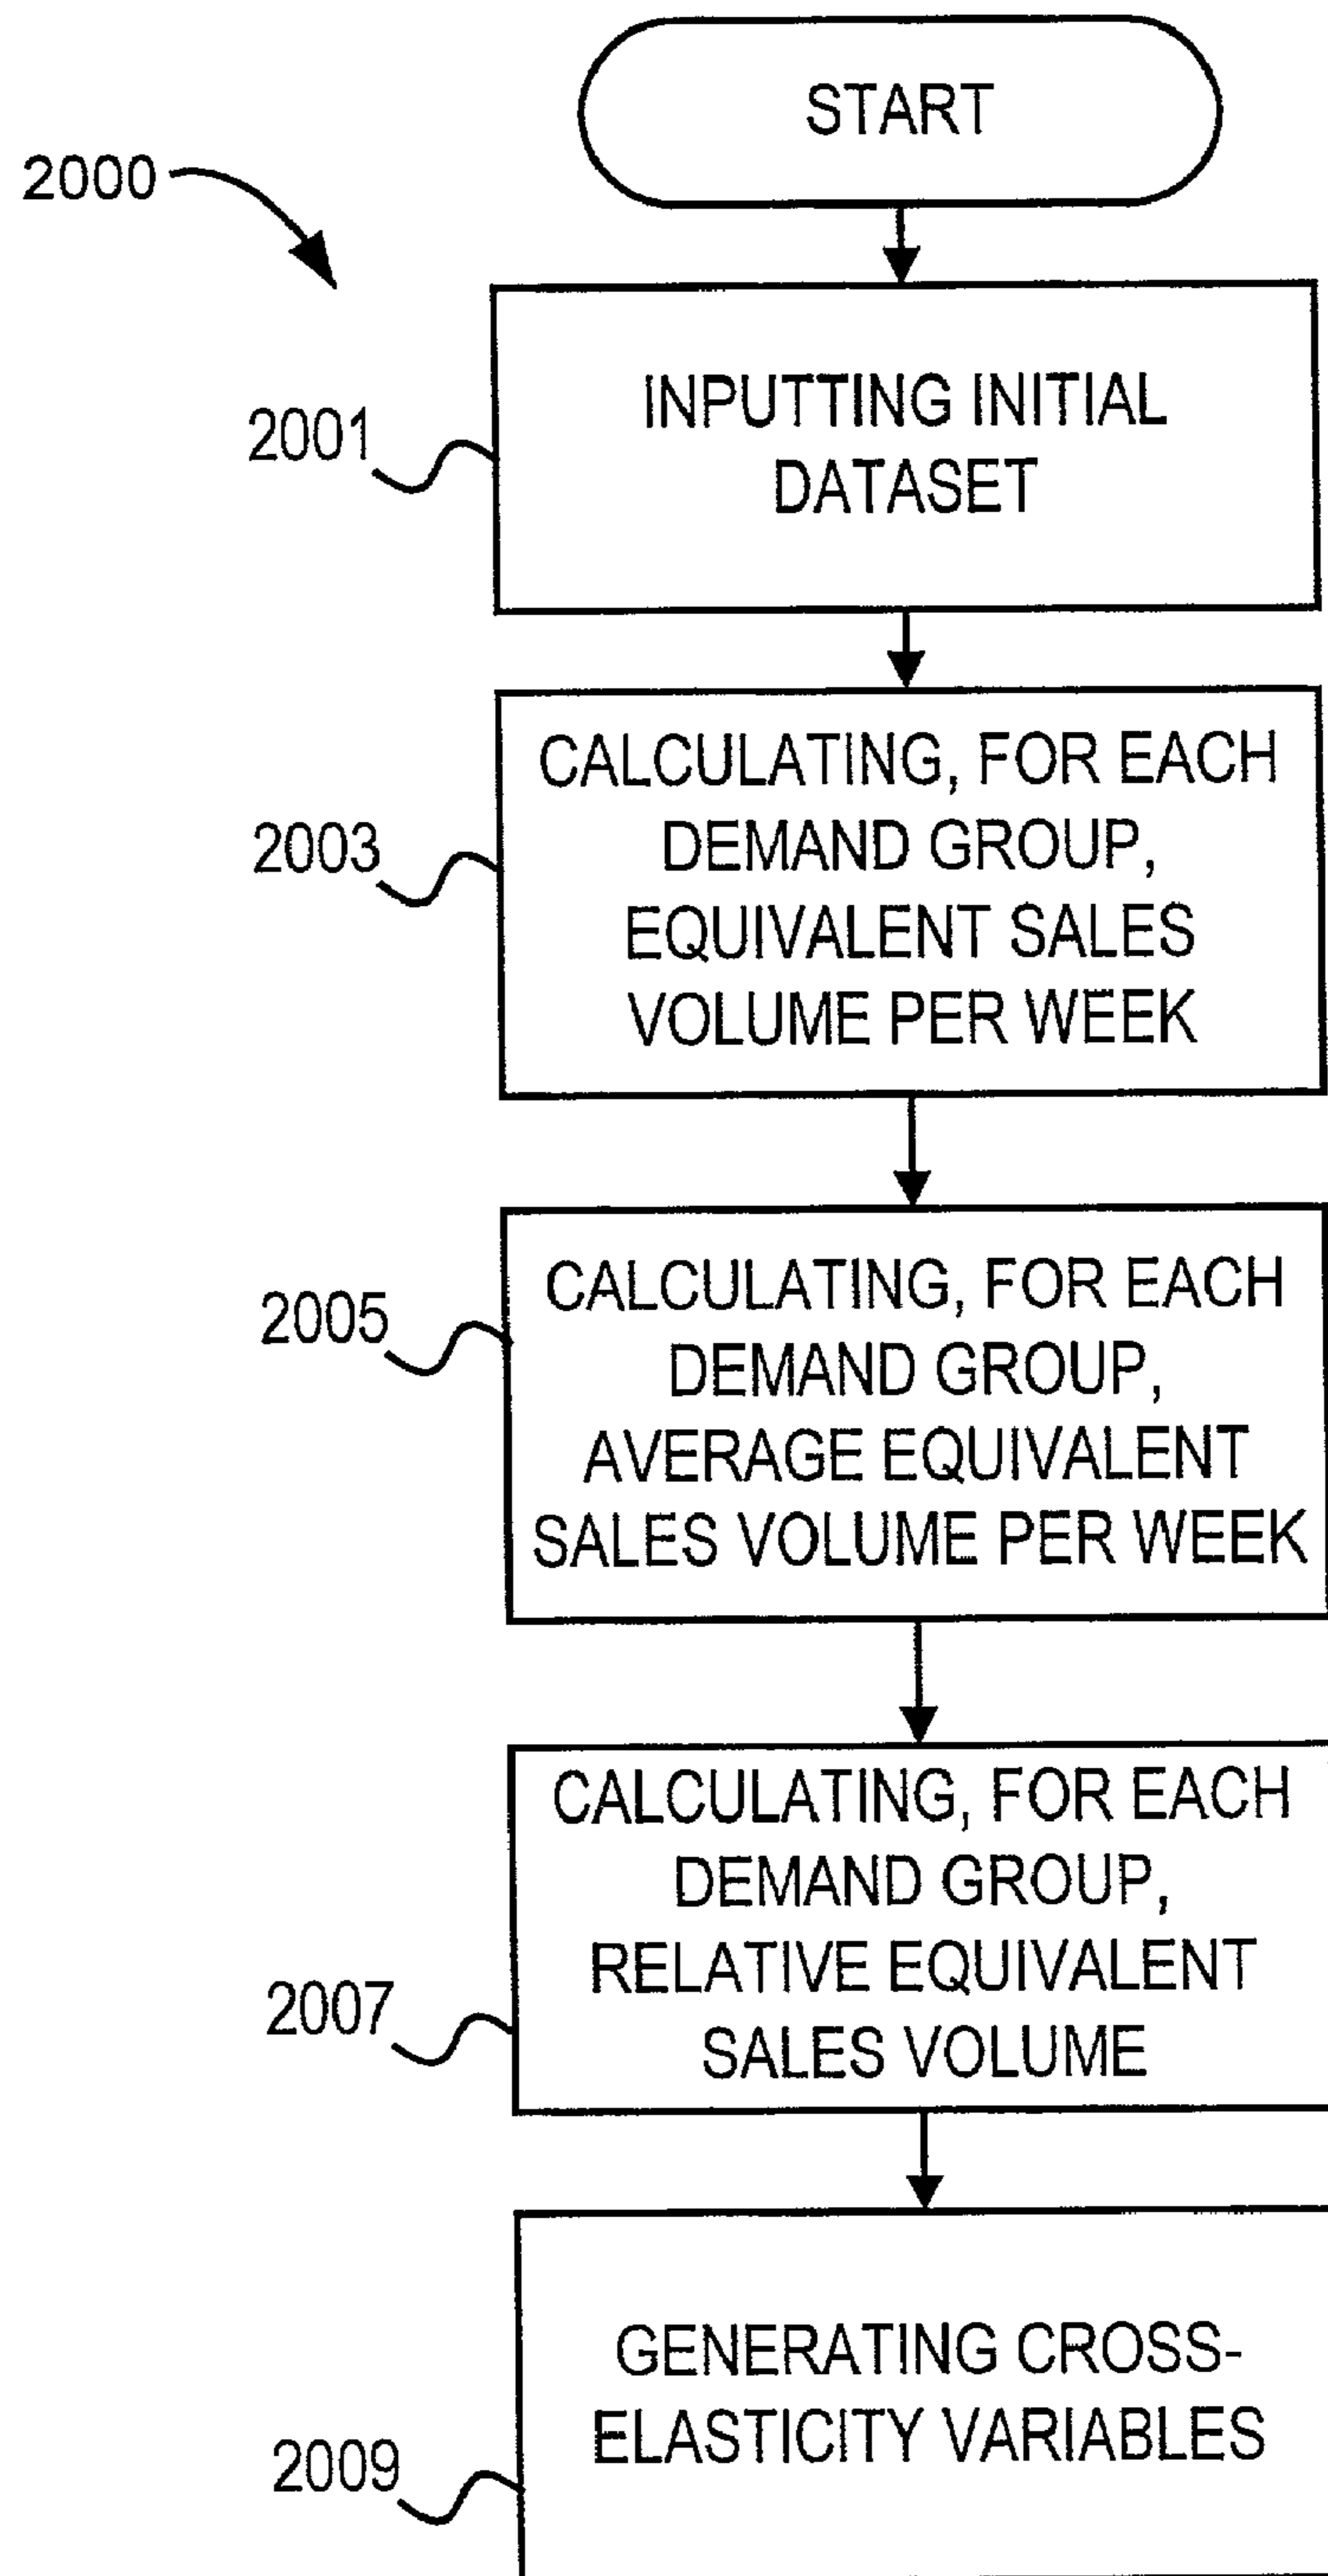 START
2000
INPUTTING INITIAL
DATASET
2001
CALCULATING, FOR EACH
DEMAND GROUP,
EQUIVALENT SALES
VOLUME PER WEEK
2003
CALCULATING, FOR EACH
DEMAND GROUP,
AVERAGE EQUIVALENT
SALES VOLUME PER WEEK
2005
CALCULATING, FOR EACH
DEMAND GROUP,
RELATIVE EQUIVALENT
SALES VOLUME
2007
GENERATING CROSS-
ELASTICITY VARIABLES
2009